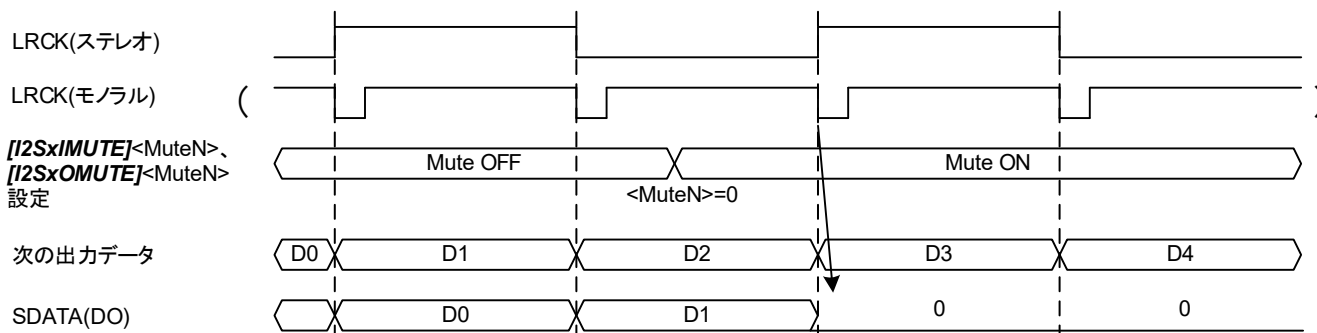 LRCK(ステレオ)
LRCK(モノラル) ( )
[I2SxIMUTE]<MuteN>、
[I2SxOMUTE]<MuteN>
設定
Mute OFF Mute ON
<MuteN>=0
次の出力データ D0 D1 D2 D3 D4
SDATA(DO) D0 D1 0 0